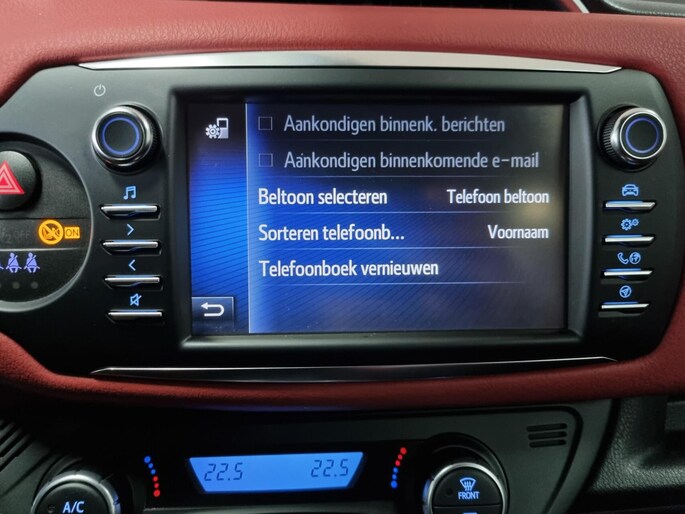 Aankondigen binnenk. berichten
Aankondigen binnenkomende e-mail
Beltoon selecteren Telefoon beltoon
Sorteren telefoonb... Voornaam
Telefoonboek vernieuwen
ON
22.5 22.5
A/C
FRONT